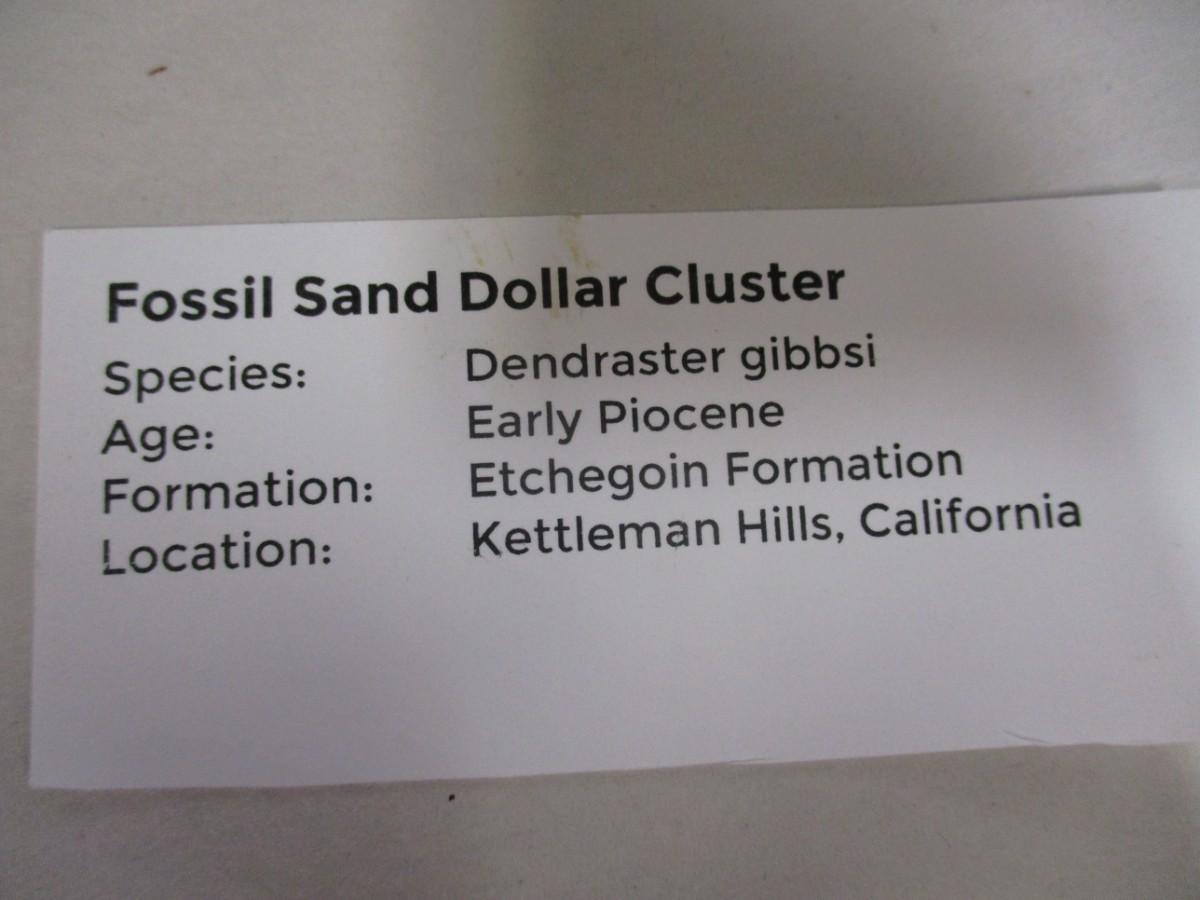 Fossil Sand Dollar Cluster
Species: Dendraster gibbsi
Age: Early Piocene
Formation: Etchegoin Formation
Location: Kettleman Hills, California